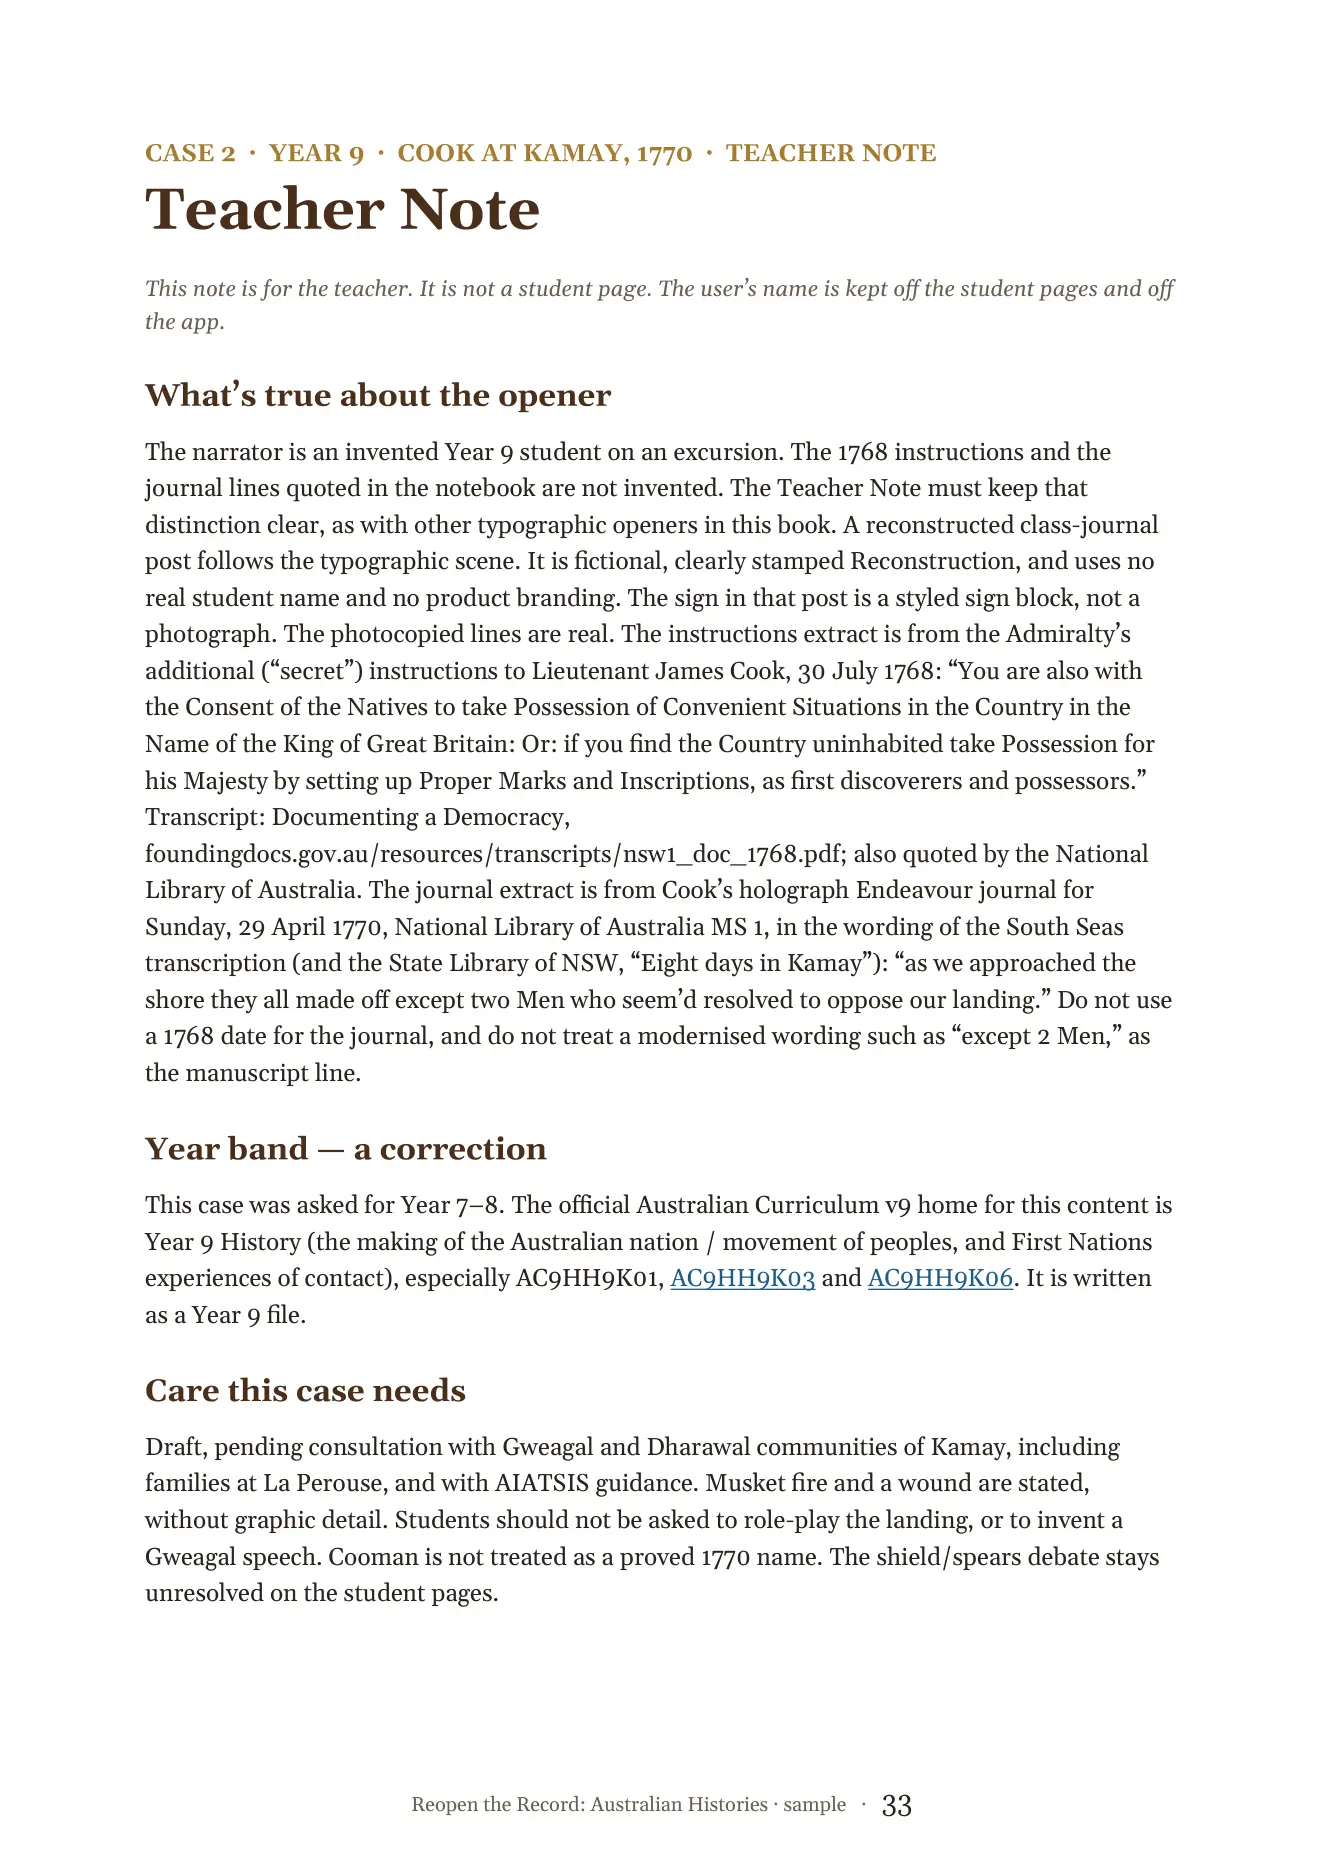 CASE 2 · YEAR 9 · COOK AT KAMAY, 1770 · TEACHER NOTE
Teacher Note
This note is for the teacher. It is not a student page. The user’s name is kept off the student pages and off
the app.
What’s true about the opener
The narrator is an invented Year 9 student on an excursion. The 1768 instructions and the
journal lines quoted in the notebook are not invented. The Teacher Note must keep that
distinction clear, as with other typographic openers in this book. A reconstructed class-journal
post follows the typographic scene. It is fictional, clearly stamped Reconstruction, and uses no
real student name and no product branding. The sign in that post is a styled sign block, not a
photograph. The photocopied lines are real. The instructions extract is from the Admiralty’s
additional (“secret”) instructions to Lieutenant James Cook, 30 July 1768: “You are also with
the Consent of the Natives to take Possession of Convenient Situations in the Country in the
Name of the King of Great Britain: Or: if you find the Country uninhabited take Possession for
his Majesty by setting up Proper Marks and Inscriptions, as first discoverers and possessors.”
Transcript: Documenting a Democracy,
foundingdocs.gov.au/resources/transcripts/nsw1_doc_1768.pdf; also quoted by the National
Library of Australia. The journal extract is from Cook’s holograph Endeavour journal for
Sunday, 29 April 1770, National Library of Australia MS 1, in the wording of the South Seas
transcription (and the State Library of NSW, “Eight days in Kamay”): “as we approached the
shore they all made off except two Men who seem’d resolved to oppose our landing.” Do not use
a 1768 date for the journal, and do not treat a modernised wording such as “except 2 Men,” as
the manuscript line.
Year band — a correction
This case was asked for Year 7–8. The official Australian Curriculum v9 home for this content is
Year 9 History (the making of the Australian nation / movement of peoples, and First Nations
experiences of contact), especially AC9HH9K01, AC9HH9K03 and AC9HH9K06. It is written
as a Year 9 file.
Care this case needs
Draft, pending consultation with Gweagal and Dharawal communities of Kamay, including
families at La Perouse, and with AIATSIS guidance. Musket fire and a wound are stated,
without graphic detail. Students should not be asked to role-play the landing, or to invent a
Gweagal speech. Cooman is not treated as a proved 1770 name. The shield/spears debate stays
unresolved on the student pages.
Reopen the Record: Australian Histories · sample · 33